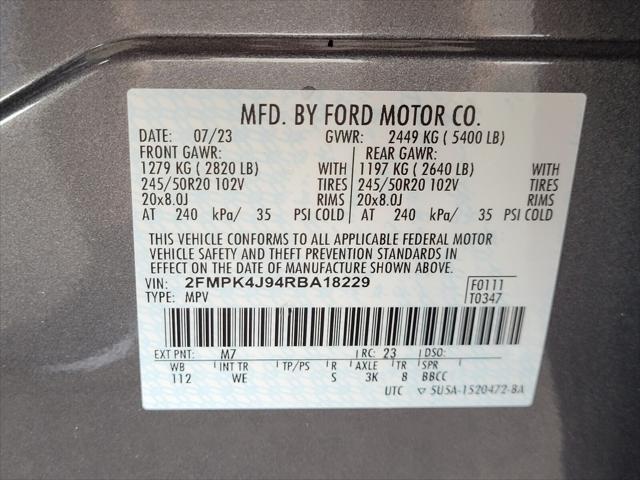 MFD. BY FORD MOTOR CO.
DATE: 07/23 GVWR: 2449 KG ( 5400 LB)
FRONT GAWR: REAR GAWR:
1279 KG ( 2820 LB) WITH 1197 KG ( 2640 LB) WITH
245/50R20 102V TIRES 245/50R20 102V TIRES
20x8.0J RIMS 20x8.0J RIMS
AT 240 kPa/ 35 PSI COLD AT 240 kPa/ 35 PSI COLD
THIS VEHICLE CONFORMS TO ALL APPLICABLE FEDERAL MOTOR
VEHICLE SAFETY AND THEFT PREVENTION STANDARDS IN
EFFECT ON THE DATE OF MANUFACTURE SHOWN ABOVE.
VIN: 2FMPK4J94RBA18229 F0111
TYPE: MPV T0347
EXT PNT: M7 RC: 23 DSO:
WB INT TR TP/PS R AXLE TR SPR
112 WE S 3K 8 BBCC
UTC ▽ 5U5A-1520472-BA